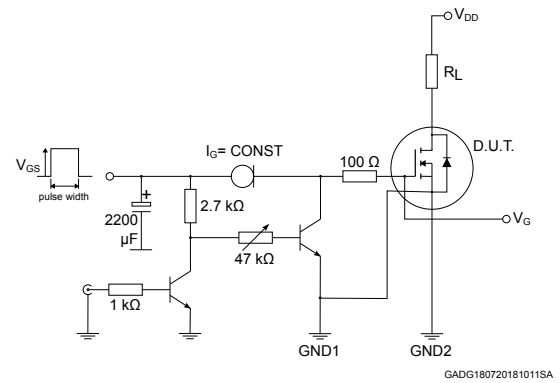 VDD
RL
D.U.T.
IG= CONST
100 Ω
VGS
pulse width
+
2200
μF
2.7 kΩ
47 kΩ
VG
1 kΩ
GND1
GND2
GADG180720181011SA